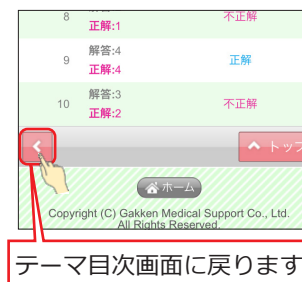 8
不正解
正解:1
解答:4
9
正解
正解:4
解答:3
10
不正解
正解:2
トップ
ホーム
Copyright (C) Gakken Medical Support Co., Ltd.
All Rights Reserved.
テーマ目次画面に戻ります